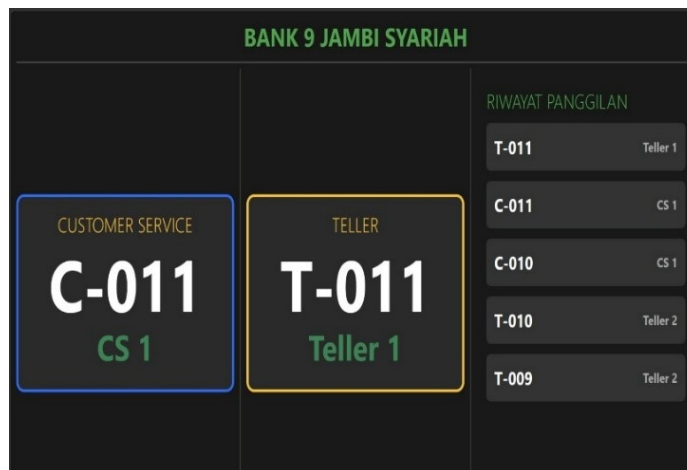 BANK 9 JAMBI SYARIAH
CUSTOMER SERVICE
C-011
CS 1
TELLER
T-011
Teller 1
RIWAYAT PANGGILAN
T-011 Teller 1
C-011 CS 1
C-010 CS 1
T-010 Teller 2
T-009 Teller 2